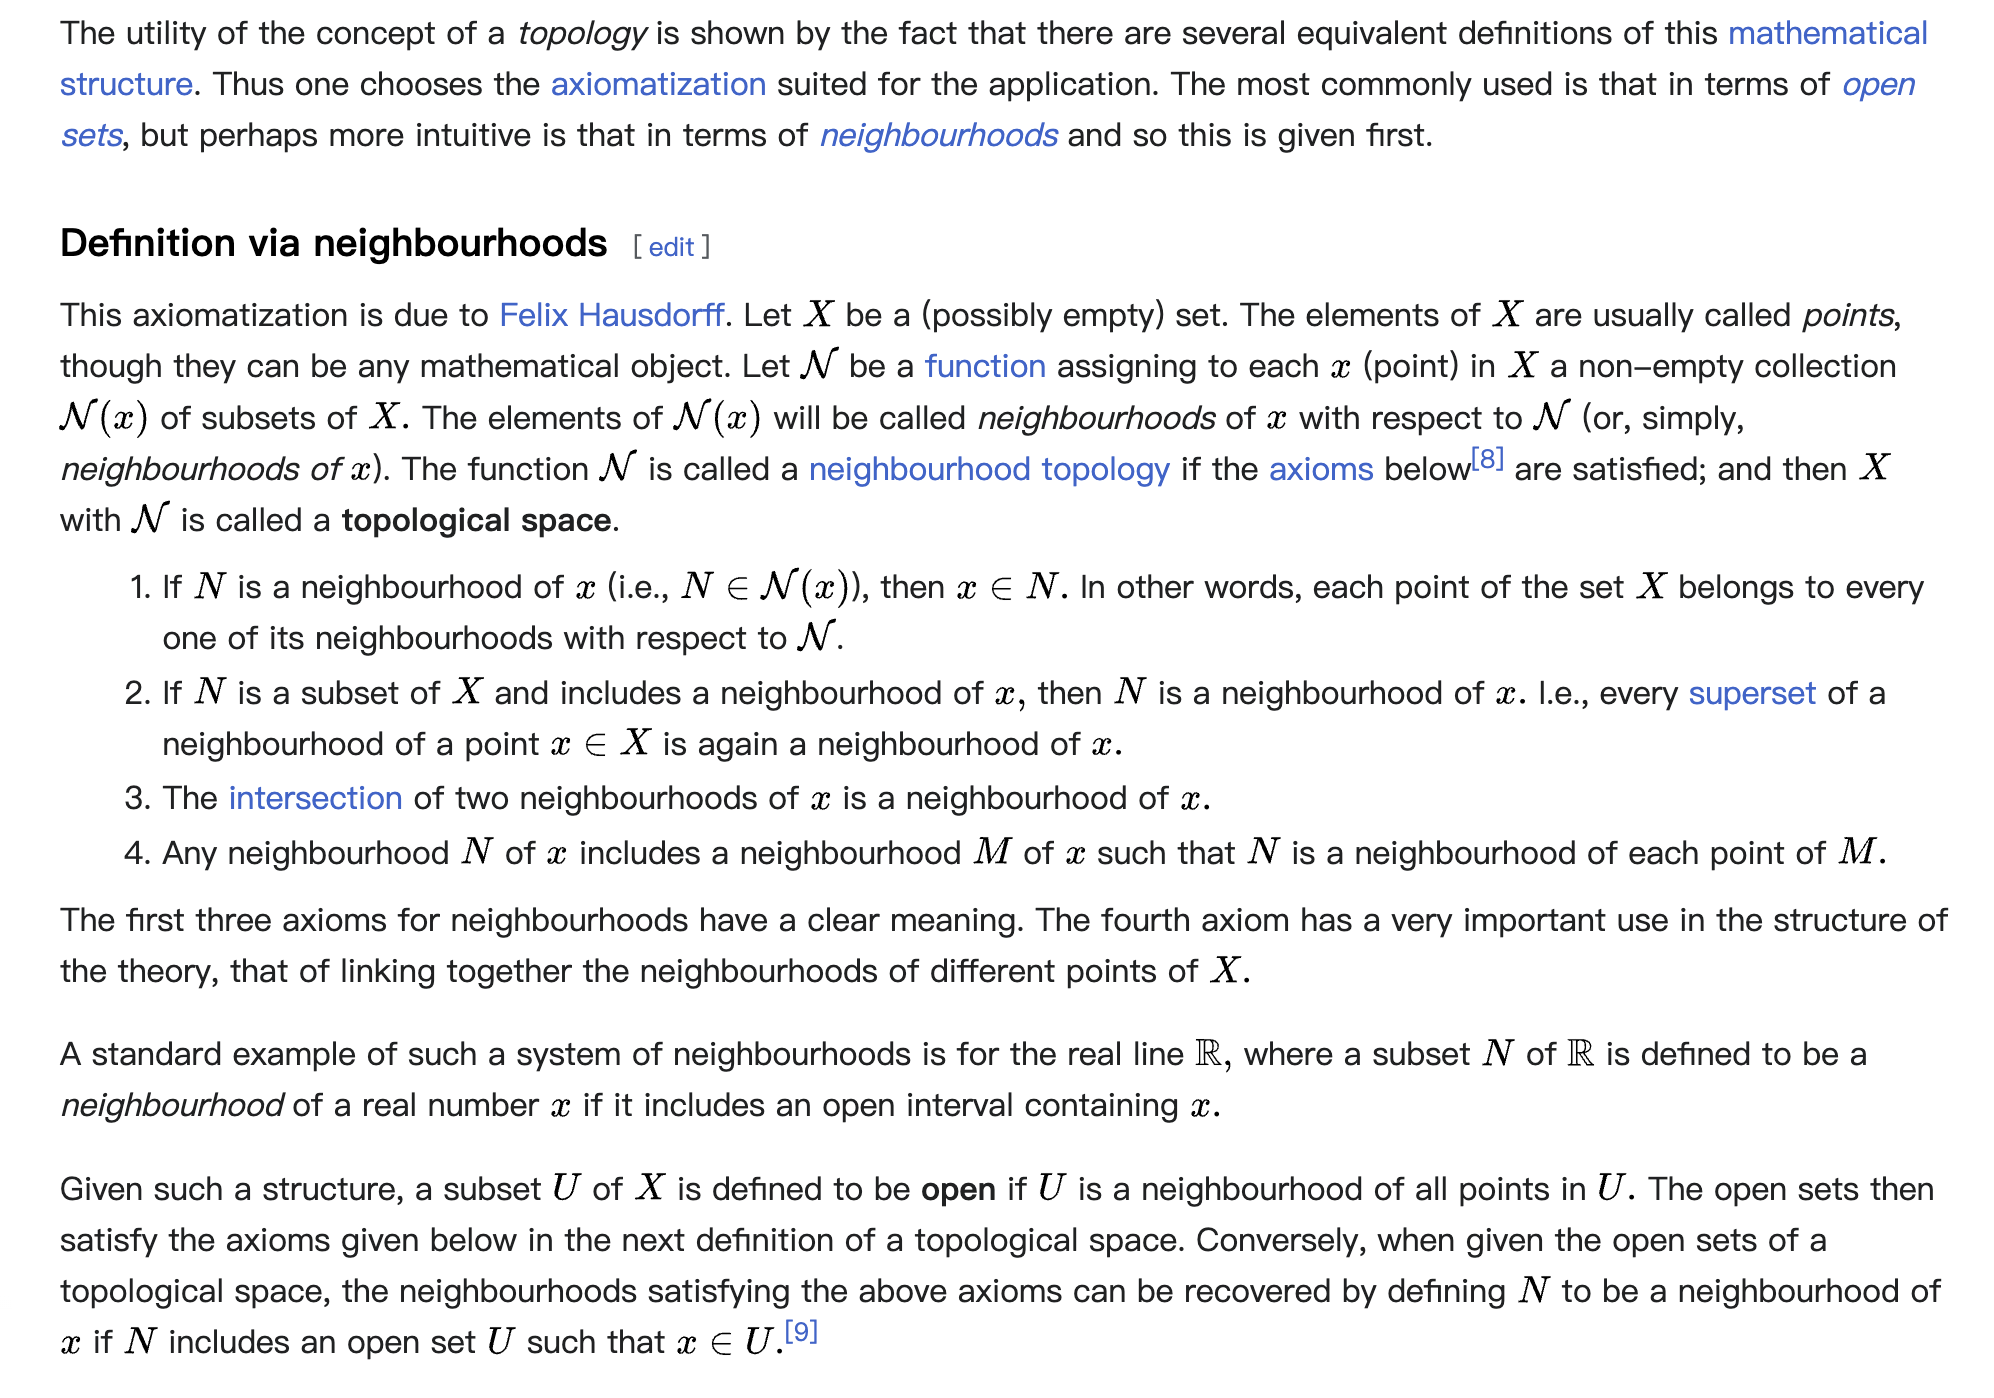 The utility of the concept of a topology is shown by the fact that there are several equivalent definitions of this mathematical
structure. Thus one chooses the axiomatization suited for the application. The most commonly used is that in terms of open
sets, but perhaps more intuitive is that in terms of neighbourhoods and so this is given first.
Definition via neighbourhoods [ edit ]
This axiomatization is due to Felix Hausdorff. Let X be a (possibly empty) set. The elements of X are usually called points,
though they can be any mathematical object. Let 𝒩 be a function assigning to each x (point) in X a non–empty collection
𝒩(x) of subsets of X. The elements of 𝒩(x) will be called neighbourhoods of x with respect to 𝒩 (or, simply,
neighbourhoods of x). The function 𝒩 is called a neighbourhood topology if the axioms below[8] are satisfied; and then X
with 𝒩 is called a topological space.
1. If N is a neighbourhood of x (i.e., N ∈ 𝒩(x)), then x ∈ N. In other words, each point of the set X belongs to every
one of its neighbourhoods with respect to 𝒩.
2. If N is a subset of X and includes a neighbourhood of x, then N is a neighbourhood of x. I.e., every superset of a
neighbourhood of a point x ∈ X is again a neighbourhood of x.
3. The intersection of two neighbourhoods of x is a neighbourhood of x.
4. Any neighbourhood N of x includes a neighbourhood M of x such that N is a neighbourhood of each point of M.
The first three axioms for neighbourhoods have a clear meaning. The fourth axiom has a very important use in the structure of
the theory, that of linking together the neighbourhoods of different points of X.
A standard example of such a system of neighbourhoods is for the real line ℝ, where a subset N of ℝ is defined to be a
neighbourhood of a real number x if it includes an open interval containing x.
Given such a structure, a subset U of X is defined to be open if U is a neighbourhood of all points in U. The open sets then
satisfy the axioms given below in the next definition of a topological space. Conversely, when given the open sets of a
topological space, the neighbourhoods satisfying the above axioms can be recovered by defining N to be a neighbourhood of
x if N includes an open set U such that x ∈ U.[9]